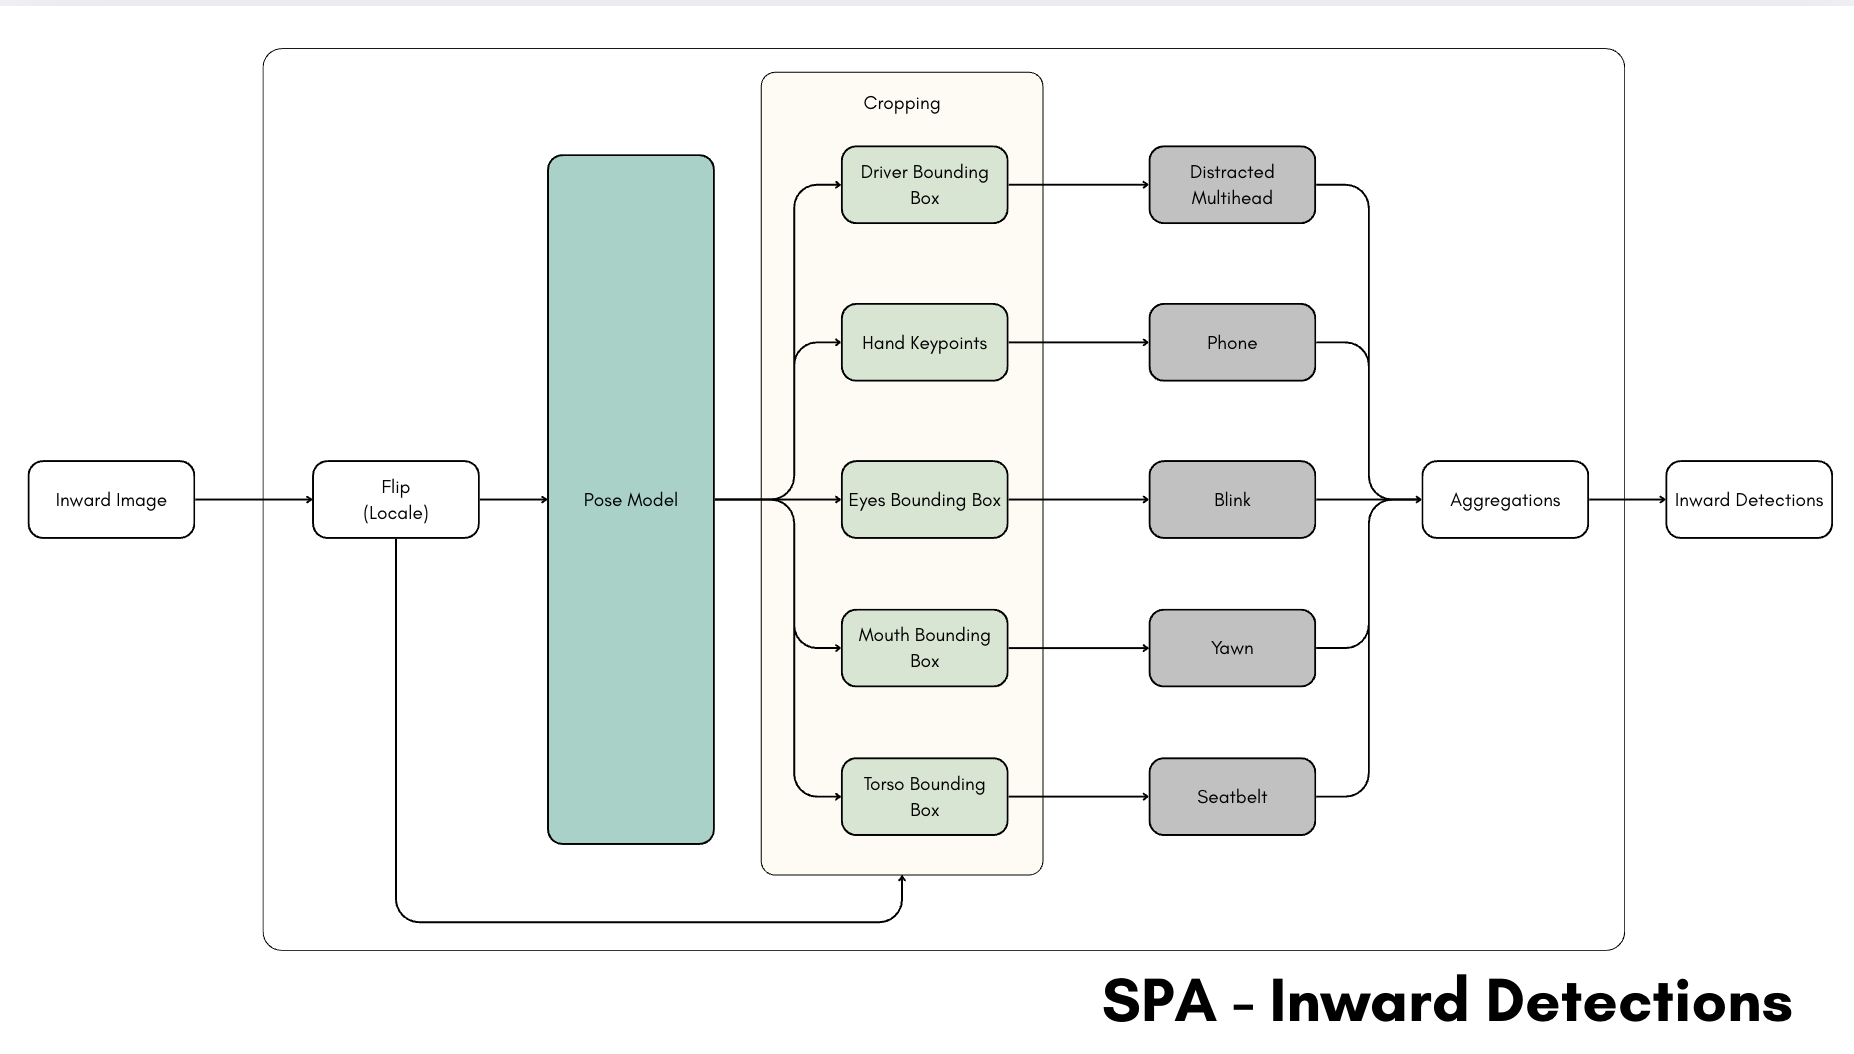 Cropping
Driver Bounding
Box
Distracted
Multihead
Hand Keypoints
Phone
Inward Image
Flip
(Locale)
Pose Model
Eyes Bounding Box
Blink
Aggregations
Inward Detections
Mouth Bounding
Box
Yawn
Torso Bounding
Box
Seatbelt
SPA - Inward Detections